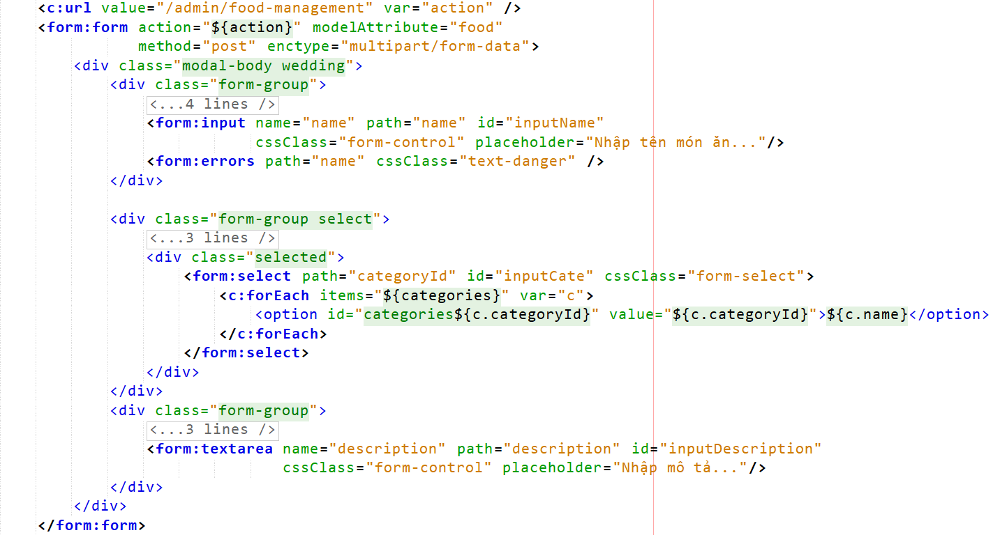 <c:url value="/admin/food-management" var="action" />
<form:form action="${action}" modelAttribute="food"
method="post" enctype="multipart/form-data">
<div class="modal-body wedding">
<div class="form-group">
<...4 lines />
<form:input name="name" path="name" id="inputName"
cssClass="form-control" placeholder="Nhập tên món ăn..."/>
<form:errors path="name" cssClass="text-danger" />
</div>
<div class="form-group select">
<...3 lines />
<div class="selected">
<form:select path="categoryId" id="inputCate" cssClass="form-select">
<c:forEach items="${categories}" var="c">
<option id="categories${c.categoryId}" value="${c.categoryId}">${c.name}</option>
</c:forEach>
</form:select>
</div>
</div>
<div class="form-group">
<...3 lines />
<form:textarea name="description" path="description" id="inputDescription"
cssClass="form-control" placeholder="Nhập mô tả..."/>
</div>
</div>
</form:form>